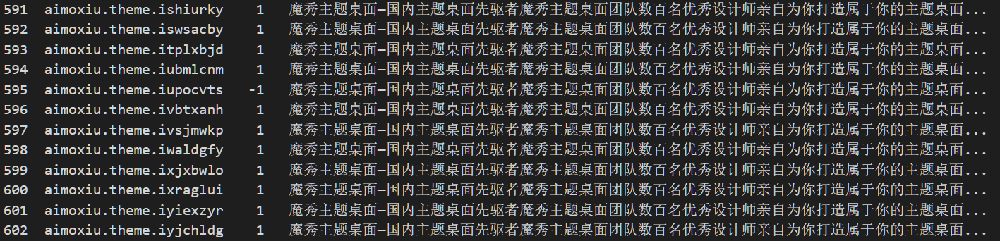 591 aimoxiu.theme.ishiurky 1 魔秀主题桌面—国内主题桌面先驱者魔秀主题桌面团队数百名优秀设计师亲自为你打造属于你的主题桌面...
592 aimoxiu.theme.iswsacby 1 魔秀主题桌面—国内主题桌面先驱者魔秀主题桌面团队数百名优秀设计师亲自为你打造属于你的主题桌面...
593 aimoxiu.theme.itplxbjd 1 魔秀主题桌面—国内主题桌面先驱者魔秀主题桌面团队数百名优秀设计师亲自为你打造属于你的主题桌面...
594 aimoxiu.theme.iubmlcnm 1 魔秀主题桌面—国内主题桌面先驱者魔秀主题桌面团队数百名优秀设计师亲自为你打造属于你的主题桌面...
595 aimoxiu.theme.iupocvts -1 魔秀主题桌面—国内主题桌面先驱者魔秀主题桌面团队数百名优秀设计师亲自为你打造属于你的主题桌面...
596 aimoxiu.theme.ivbtxanh 1 魔秀主题桌面—国内主题桌面先驱者魔秀主题桌面团队数百名优秀设计师亲自为你打造属于你的主题桌面...
597 aimoxiu.theme.ivsjmwkp 1 魔秀主题桌面—国内主题桌面先驱者魔秀主题桌面团队数百名优秀设计师亲自为你打造属于你的主题桌面...
598 aimoxiu.theme.iwaldgfy 1 魔秀主题桌面—国内主题桌面先驱者魔秀主题桌面团队数百名优秀设计师亲自为你打造属于你的主题桌面...
599 aimoxiu.theme.ixjxbwlo 1 魔秀主题桌面—国内主题桌面先驱者魔秀主题桌面团队数百名优秀设计师亲自为你打造属于你的主题桌面...
600 aimoxiu.theme.ixraglui 1 魔秀主题桌面—国内主题桌面先驱者魔秀主题桌面团队数百名优秀设计师亲自为你打造属于你的主题桌面...
601 aimoxiu.theme.iyiexzyr 1 魔秀主题桌面—国内主题桌面先驱者魔秀主题桌面团队数百名优秀设计师亲自为你打造属于你的主题桌面...
602 aimoxiu.theme.iyjchldg 1 魔秀主题桌面—国内主题桌面先驱者魔秀主题桌面团队数百名优秀设计师亲自为你打造属于你的主题桌面...